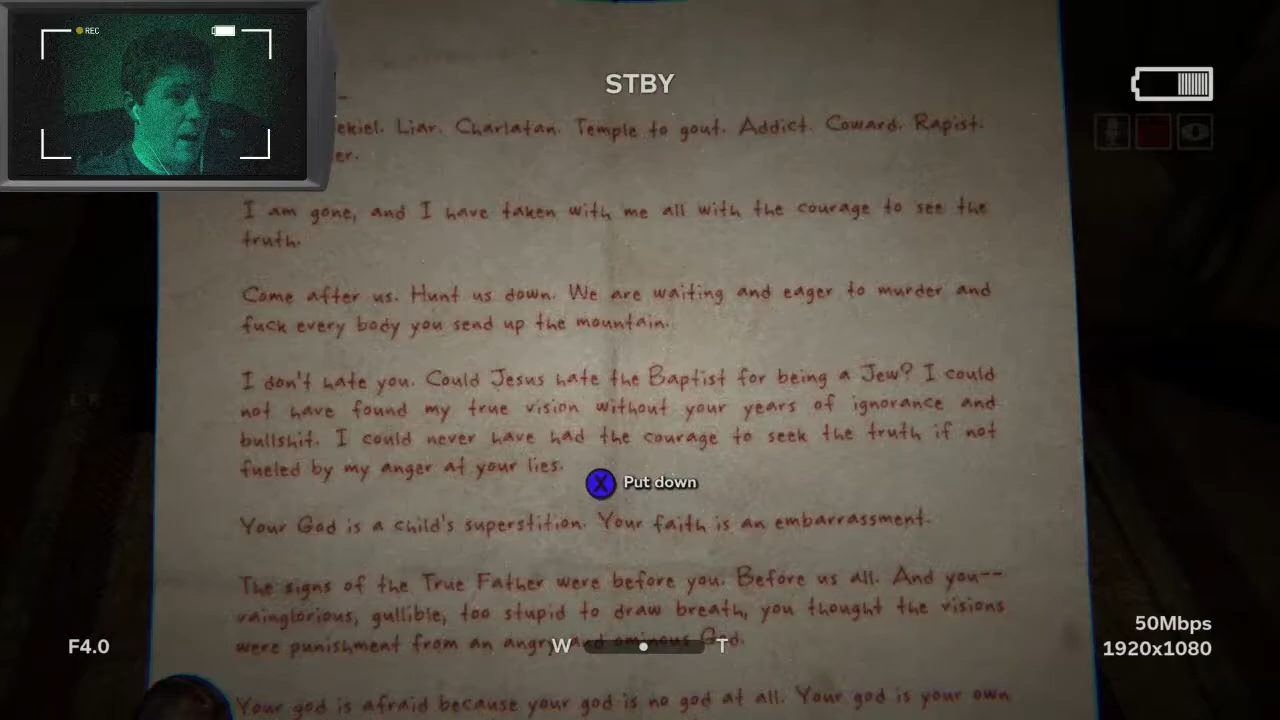 REC
STBY
ekiel. Liar. Charlatan. Temple to gout. Addict. Coward. Rapist.
er.
I am gone, and I have taken with me all with the courage to see the
truth.
Come after us. Hunt us down. We are waiting and eager to murder and
fuck every body you send up the mountain.
I don't hate you. Could Jesus hate the Baptist for being a Jew? I could
not have found my true vision without your years of ignorance and
bullshit. I could never have had the courage to seek the truth if not
fueled by my anger at your lies.
X Put down
Your God is a child's superstition. Your faith is an embarrassment.
The signs of the True Father were before you. Before us all. And you--
vainglorious, gullible, too stupid to draw breath, you thought the visions
were punishment from an angry and ominous God.
W T
F4.0
50Mbps
1920x1080
Your god is afraid because your god is no god at all. Your god is your own